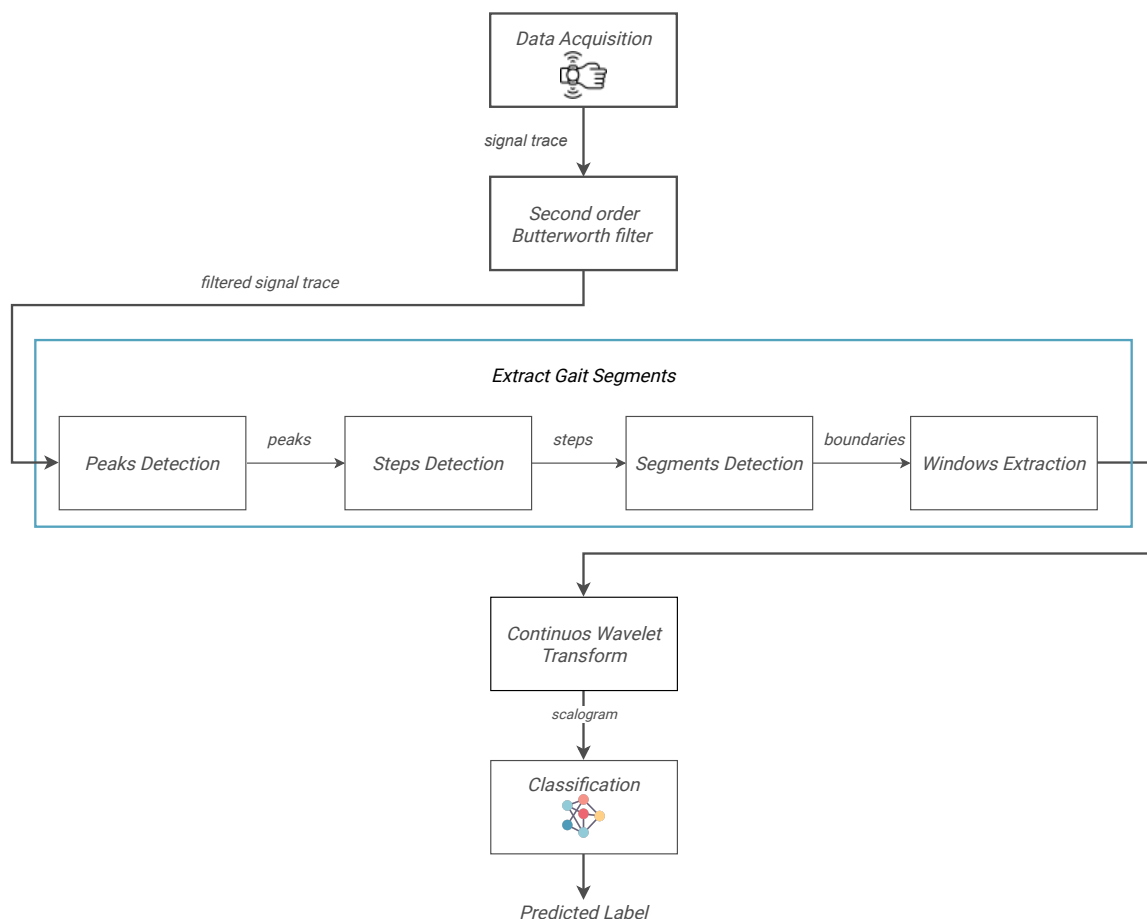 Data Acquisition
signal trace
Second order
Butterworth filter
filtered signal trace
Extract Gait Segments
Peaks Detection
peaks
Steps Detection
steps
Segments Detection
boundaries
Windows Extraction
Continuos Wavelet
Transform
scalogram
Classification
Predicted Label